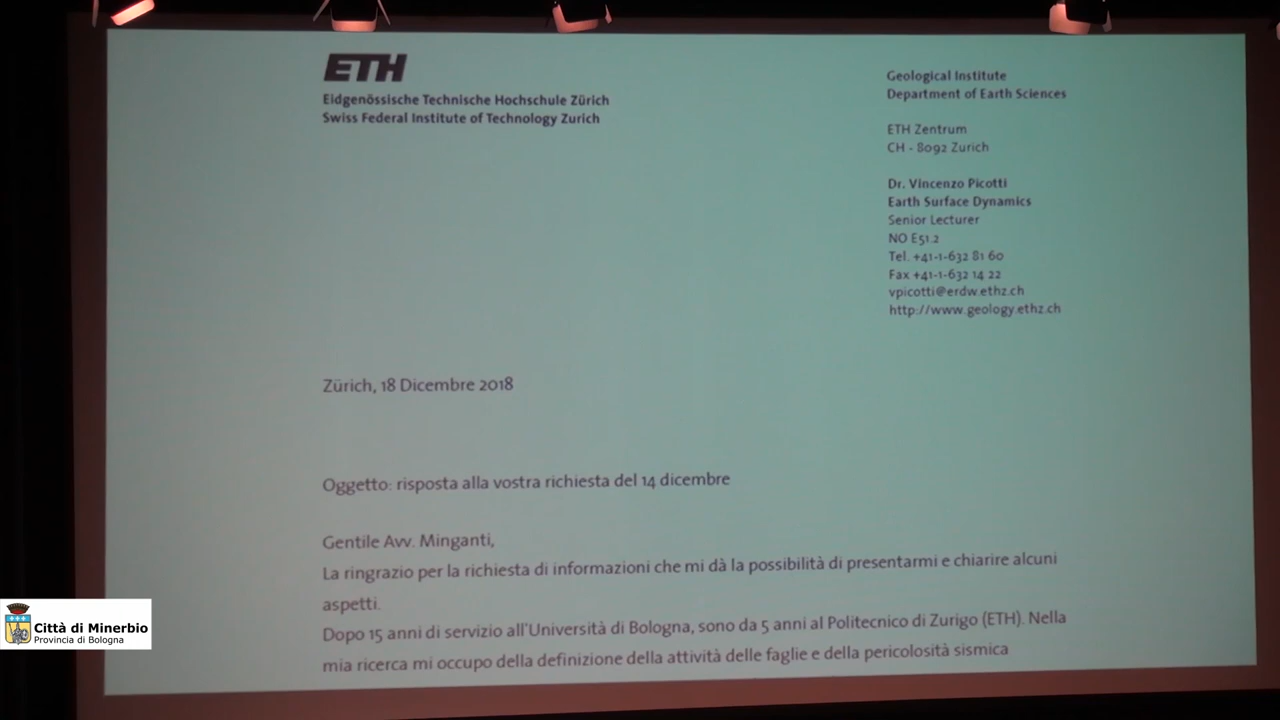 ETH
Eidgenössische Technische Hochschule Zürich
Swiss Federal Institute of Technology Zurich
Geological Institute
Department of Earth Sciences
ETH Zentrum
CH - 8092 Zurich
Dr. Vincenzo Picotti
Earth Surface Dynamics
Senior Lecturer
NO E51.2
Tel. +41-1-632 81 60
Fax +41-1-632 14 22
vpicotti@erdw.ethz.ch
http://www.geology.ethz.ch
Zürich, 18 Dicembre 2018
Oggetto: risposta alla vostra richiesta del 14 dicembre
Gentile Avv. Minganti,
La ringrazio per la richiesta di informazioni che mi dà la possibilità di presentarmi e chiarire alcuni
aspetti.
Dopo 15 anni di servizio all'Università di Bologna, sono da 5 anni al Politecnico di Zurigo (ETH). Nella
mia ricerca mi occupo della definizione della attività delle faglie e della pericolosità sismica
Città di Minerbio
Provincia di Bologna